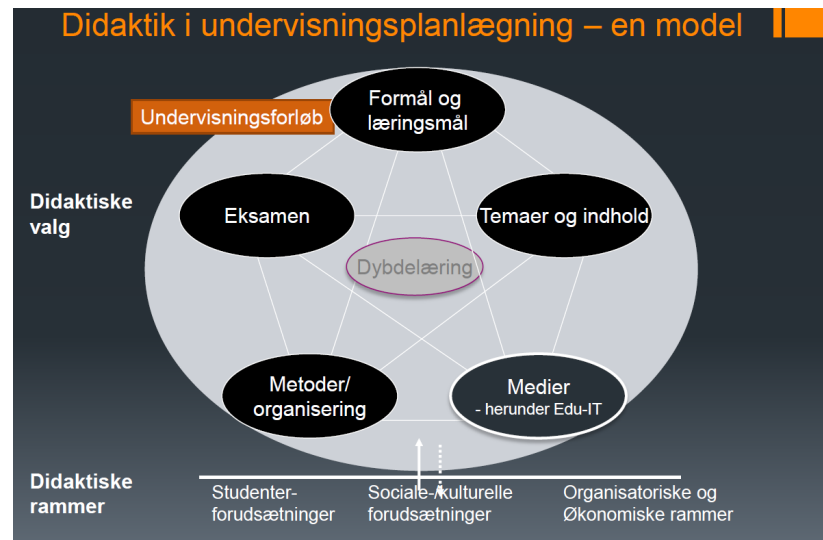 Didaktik i undervisningsplanlægning – en model
Formål og
læringsmål
Undervisningsforløb
Didaktiske
valg
Eksamen
Temaer og indhold
Dybdelæring
Metoder/
organisering
Medier
- herunder Edu-IT
Didaktiske
rammer
Studenter-
forudsætninger
Sociale-/kulturelle
forudsætninger
Organisatoriske og
Økonomiske rammer